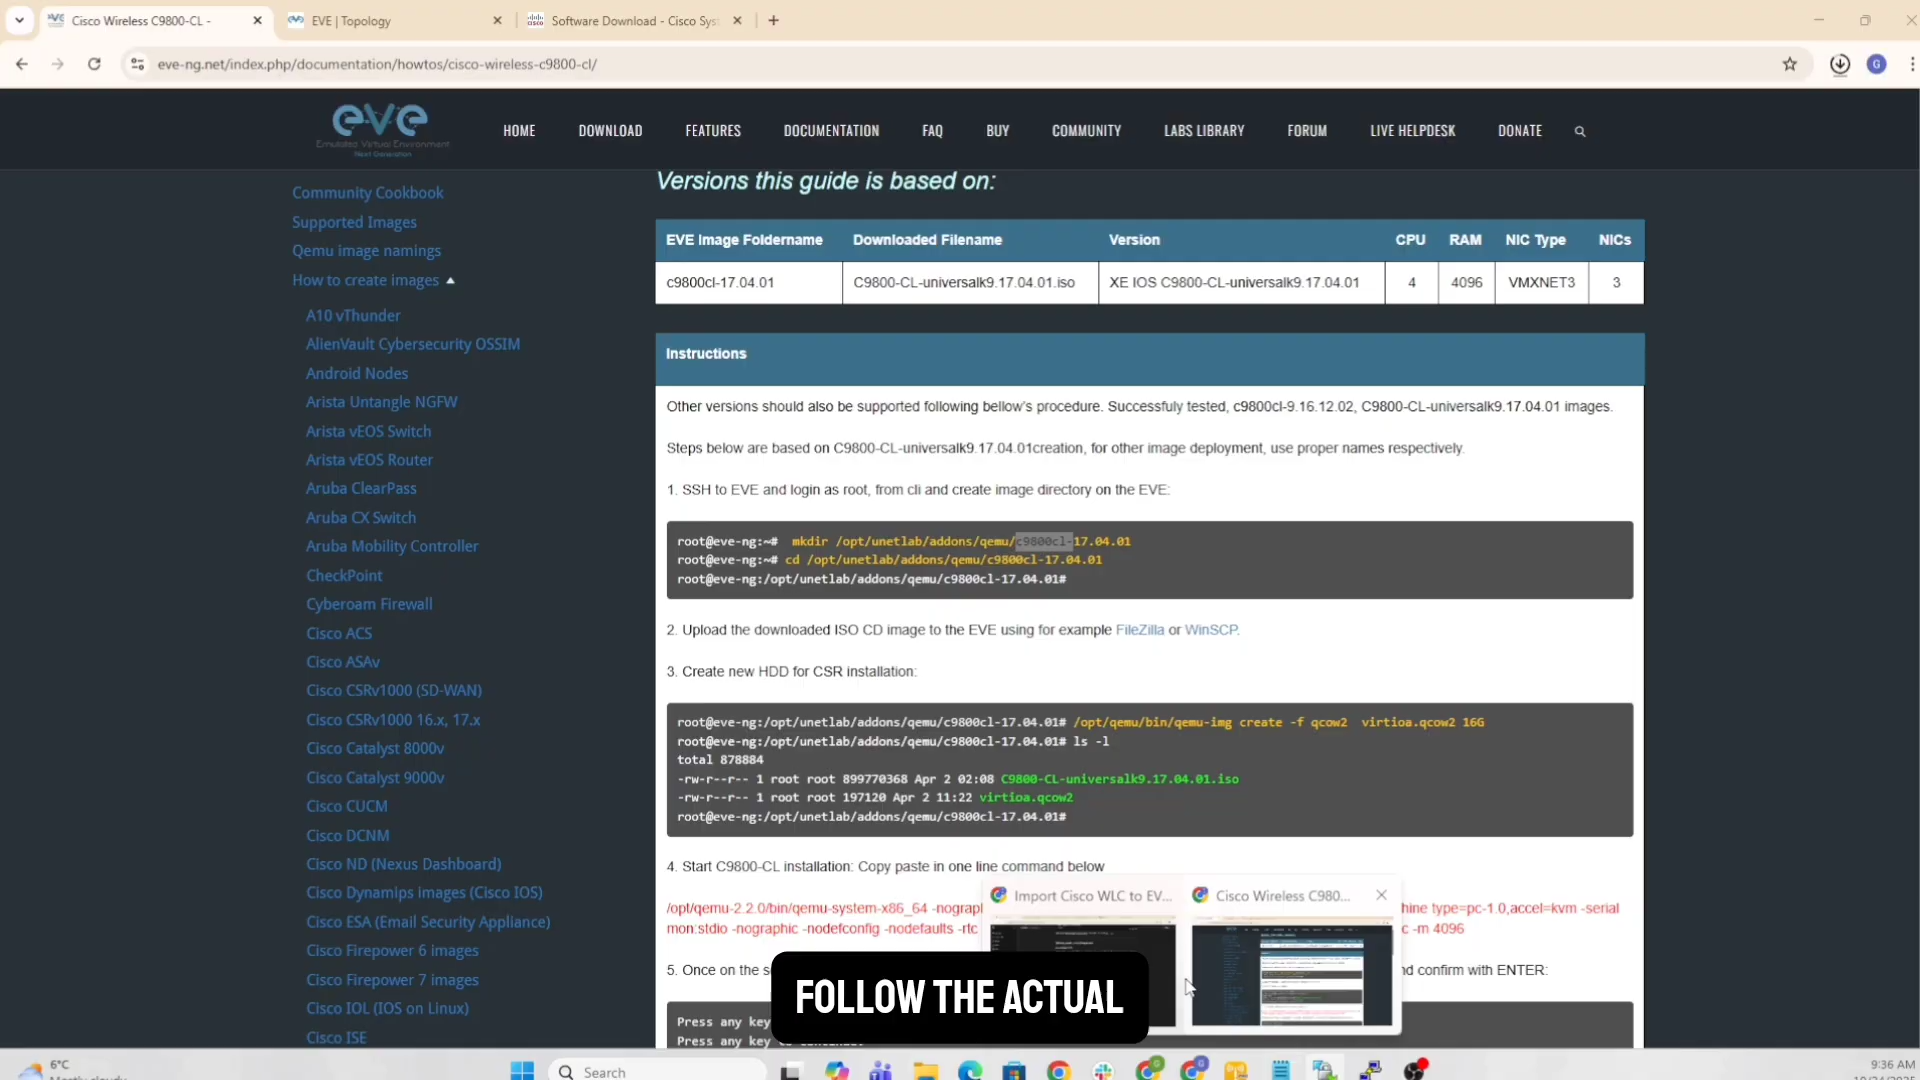 Cisco Wireless C9800-CL -
EVE | Topology
Software Download - Cisco Sys
eve-ng.net/index.php/documentation/howtos/cisco-wireless-c9800-cl/
G
eve
Emulated Virtual Environment
Next Generation
HOME DOWNLOAD FEATURES DOCUMENTATION FAQ BUY COMMUNITY LABS LIBRARY FORUM LIVE HELPDESK DONATE
Community Cookbook
Supported Images
Qemu image namings
How to create images
A10 vThunder
AlienVault Cybersecurity OSSIM
Android Nodes
Arista Untangle NGFW
Arista vEOS Switch
Arista vEOS Router
Aruba ClearPass
Aruba CX Switch
Aruba Mobility Controller
CheckPoint
Cyberoam Firewall
Cisco ACS
Cisco ASAv
Cisco CSRv1000 (SD-WAN)
Cisco CSRv1000 16.x, 17.x
Cisco Catalyst 8000v
Cisco Catalyst 9000v
Cisco CUCM
Cisco DCNM
Cisco ND (Nexus Dashboard)
Cisco Dynamips images (Cisco IOS)
Cisco ESA (Email Security Appliance)
Cisco Firepower 6 images
Cisco Firepower 7 images
Cisco IOL (IOS on Linux)
Cisco ISE
Versions this guide is based on:
EVE Image Foldername Downloaded Filename Version CPU RAM NIC Type NICs
c9800cl-17.04.01 C9800-CL-universalk9.17.04.01.iso XE IOS C9800-CL-universalk9.17.04.01 4 4096 VMXNET3 3
Instructions
Other versions should also be supported following bellow's procedure. Successfuly tested, c9800cl-9.16.12.02, C9800-CL-universalk9.17.04.01 images.
Steps below are based on C9800-CL-universalk9.17.04.01creation, for other image deployment, use proper names respectively.
1. SSH to EVE and login as root, from cli and create image directory on the EVE:
root@eve-ng:~# mkdir /opt/unetlab/addons/qemu/c9800cl-17.04.01
root@eve-ng:~# cd /opt/unetlab/addons/qemu/c9800cl-17.04.01
root@eve-ng:/opt/unetlab/addons/qemu/c9800cl-17.04.01#
2. Upload the downloaded ISO CD image to the EVE using for example FileZilla or WinSCP.
3. Create new HDD for CSR installation:
root@eve-ng:/opt/unetlab/addons/qemu/c9800cl-17.04.01# /opt/qemu/bin/qemu-img create -f qcow2 virtioa.qcow2 16G
root@eve-ng:/opt/unetlab/addons/qemu/c9800cl-17.04.01# ls -l
total 878884
-rw-r--r-- 1 root root 899770368 Apr 2 02:08 C9800-CL-universalk9.17.04.01.iso
-rw-r--r-- 1 root root 197120 Apr 2 11:22 virtioa.qcow2
root@eve-ng:/opt/unetlab/addons/qemu/c9800cl-17.04.01#
4. Start C9800-CL installation: Copy paste in one line command below
/opt/qemu-2.2.0/bin/qemu-system-x86_64 -nograph hine type=pc-1.0,accel=kvm -serial
mon:stdio -nographic -nodefconfig -nodefaults -rtc c -m 4096
Import Cisco WLC to EV...
Cisco Wireless C980...
5. Once on the s nd confirm with ENTER:
Press any key
Press any key to continue.
FOLLOW THE ACTUAL
6°C
Mostly cloudy
Search
9:36 AM